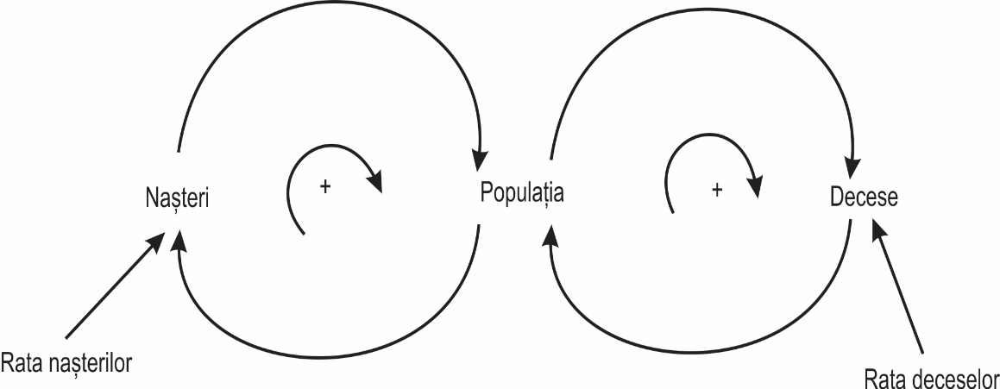 Nașteri
+
Populația
+
Decese
Rata nașterilor
Rata deceselor